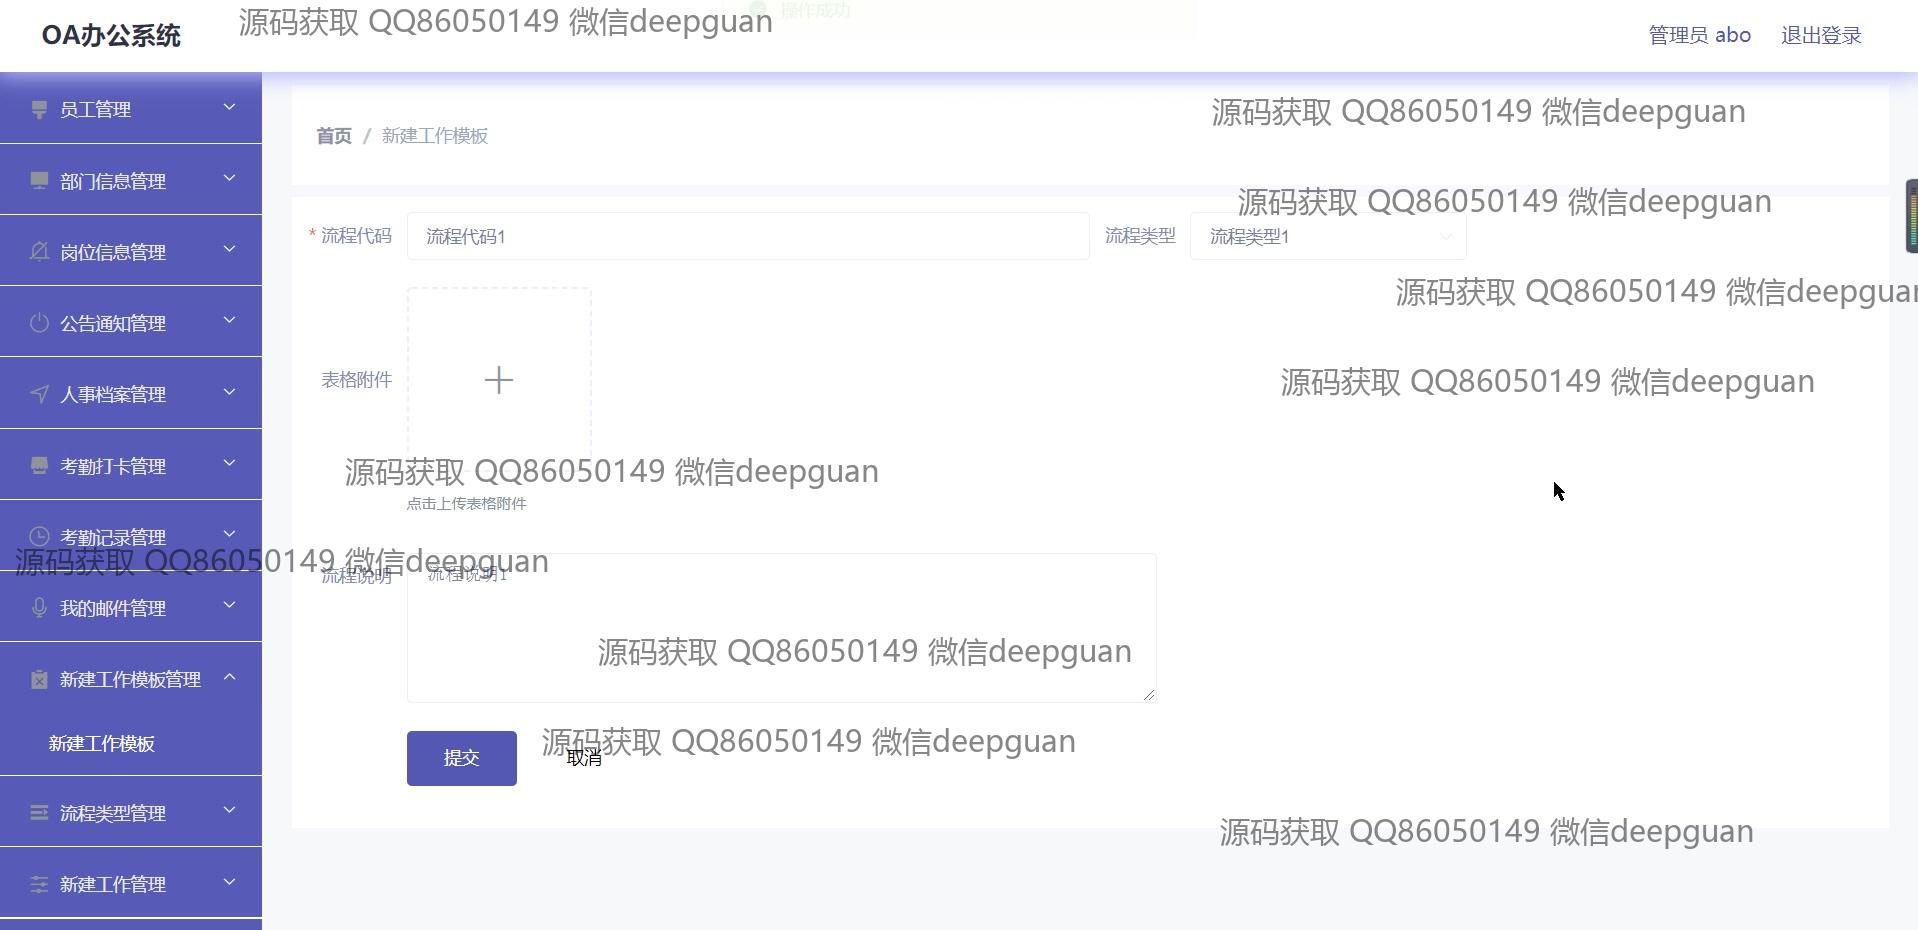 源码获取 QQ86050149 微信deepguan
操作成功
OA办公系统
管理员 abo
退出登录
员工管理
部门信息管理
岗位信息管理
公告通知管理
人事档案管理
考勤打卡管理
考勤记录管理
我的邮件管理
新建工作模板管理
新建工作模板
流程类型管理
新建工作管理
源码获取 QQ86050149 微信deepguan
首页 / 新建工作模板
源码获取 QQ86050149 微信deepguan
* 流程代码 流程代码1 流程类型 流程类型1
源码获取 QQ86050149 微信deepguan
表格附件
源码获取 QQ86050149 微信deepguan
源码获取 QQ86050149 微信deepguan
点击上传表格附件
源码获取 QQ86050149 微信deepguan
流程说明 流程说明1
源码获取 QQ86050149 微信deepguan
源码获取 QQ86050149 微信deepguan
提交 取消
源码获取 QQ86050149 微信deepguan